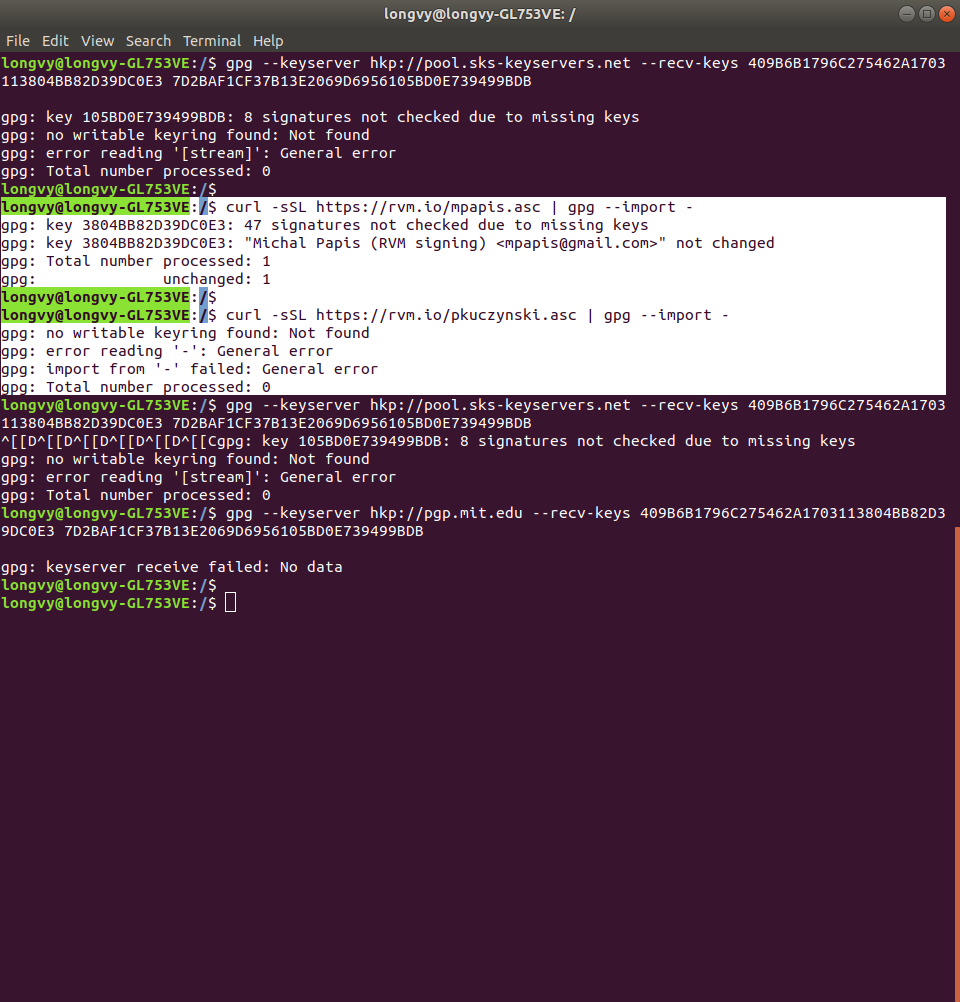 longvy@longvy-GL753VE: /
File Edit View Search Terminal Help
longvy@longvy-GL753VE:/$ gpg --keyserver hkp://pool.sks-keyservers.net --recv-keys 409B6B1796C275462A1703
113804BB82D39DC0E3 7D2BAF1CF37B13E2069D6956105BD0E739499BDB
gpg: key 105BD0E739499BDB: 8 signatures not checked due to missing keys
gpg: no writable keyring found: Not found
gpg: error reading '[stream]': General error
gpg: Total number processed: 0
longvy@longvy-GL753VE:/$
longvy@longvy-GL753VE:/$ curl -sSL https://rvm.io/mpapis.asc | gpg --import -
gpg: key 3804BB82D39DC0E3: 47 signatures not checked due to missing keys
gpg: key 3804BB82D39DC0E3: "Michal Papis (RVM signing) <mpapis@gmail.com>" not changed
gpg: Total number processed: 1
gpg:              unchanged: 1
longvy@longvy-GL753VE:/$
longvy@longvy-GL753VE:/$ curl -sSL https://rvm.io/pkuczynski.asc | gpg --import -
gpg: no writable keyring found: Not found
gpg: error reading '-': General error
gpg: import from '-' failed: General error
gpg: Total number processed: 0
longvy@longvy-GL753VE:/$ gpg --keyserver hkp://pool.sks-keyservers.net --recv-keys 409B6B1796C275462A1703
113804BB82D39DC0E3 7D2BAF1CF37B13E2069D6956105BD0E739499BDB
^[[D^[[D^[[D^[[D^[[D^[[Cgpg: key 105BD0E739499BDB: 8 signatures not checked due to missing keys
gpg: no writable keyring found: Not found
gpg: error reading '[stream]': General error
gpg: Total number processed: 0
longvy@longvy-GL753VE:/$ gpg --keyserver hkp://pgp.mit.edu --recv-keys 409B6B1796C275462A1703113804BB82D3
9DC0E3 7D2BAF1CF37B13E2069D6956105BD0E739499BDB
gpg: keyserver receive failed: No data
longvy@longvy-GL753VE:/$
longvy@longvy-GL753VE:/$